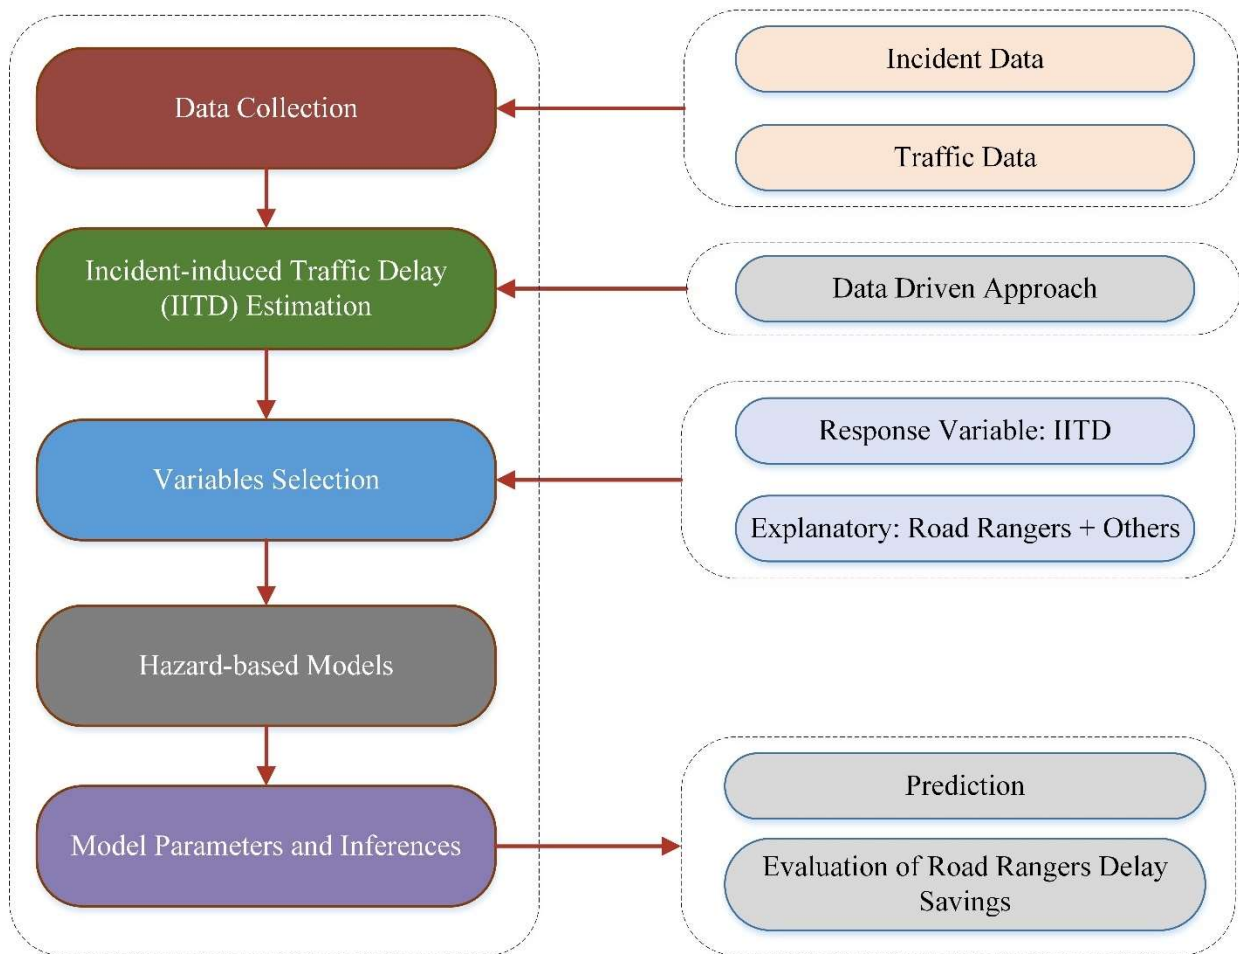 Data Collection
Incident Data
Traffic Data
Incident-induced Traffic Delay
(IITD) Estimation
Data Driven Approach
Variables Selection
Response Variable: IITD
Explanatory: Road Rangers + Others
Hazard-based Models
Model Parameters and Inferences
Prediction
Evaluation of Road Rangers Delay
Savings